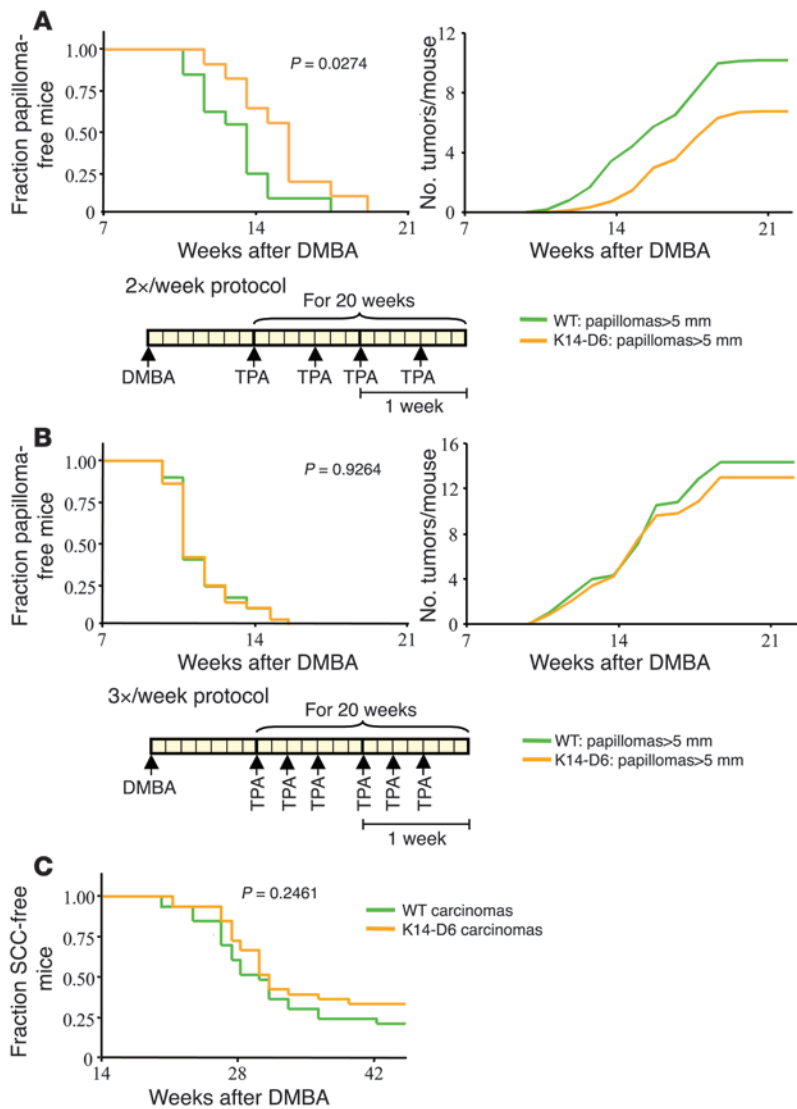 A
Fraction papilloma-
free mice
1.00
0.75
0.50
0.25
0
P = 0.0274
7
14
21
Weeks after DMBA
No. tumors/mouse
12
8
4
0
7
14
21
Weeks after DMBA
2×/week protocol
For 20 weeks
DMBA
TPA
TPA
TPA
TPA
1 week
WT: papillomas>5 mm
K14-D6: papillomas>5 mm
B
Fraction papilloma-
free mice
1.00
0.75
0.50
0.25
0
P = 0.9264
7
14
21
Weeks after DMBA
No. tumors/mouse
16
12
8
4
0
7
14
21
Weeks after DMBA
3×/week protocol
For 20 weeks
DMBA
TPA
TPA
TPA
TPA
TPA
TPA
1 week
WT: papillomas>5 mm
K14-D6: papillomas>5 mm
C
Fraction SCC-free
mice
1.00
0.75
0.50
0.25
0
P = 0.2461
14
28
42
Weeks after DMBA
WT carcinomas
K14-D6 carcinomas